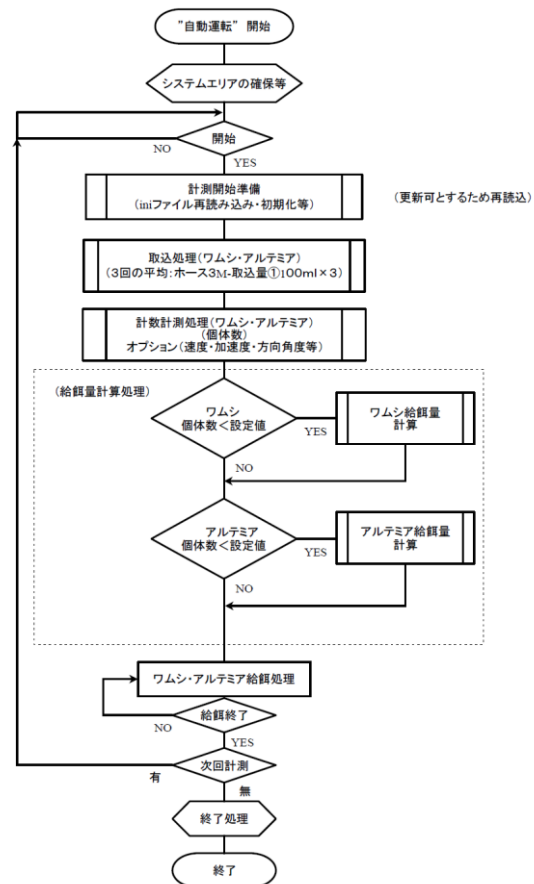 "自動運転" 開始
システムエリアの確保等
開始
NO
YES
計測開始準備
(iniファイル再読み込み・初期化等)
(更新可とするため再読込)
取込処理(ワムシ・アルテミア)
(3回の平均:ホース3M-取込量①100ml×3)
計数計測処理(ワムシ・アルテミア)
(個体数)
オプション(速度・加速度・方向角度等)
(給餌量計算処理)
ワムシ
個体数<設定値
YES
ワムシ給餌量
計算
NO
アルテミア
個体数<設定値
YES
アルテミア給餌量
計算
NO
ワムシ・アルテミア給餌処理
給餌終了
NO
YES
次回計測
有
無
終了処理
終了